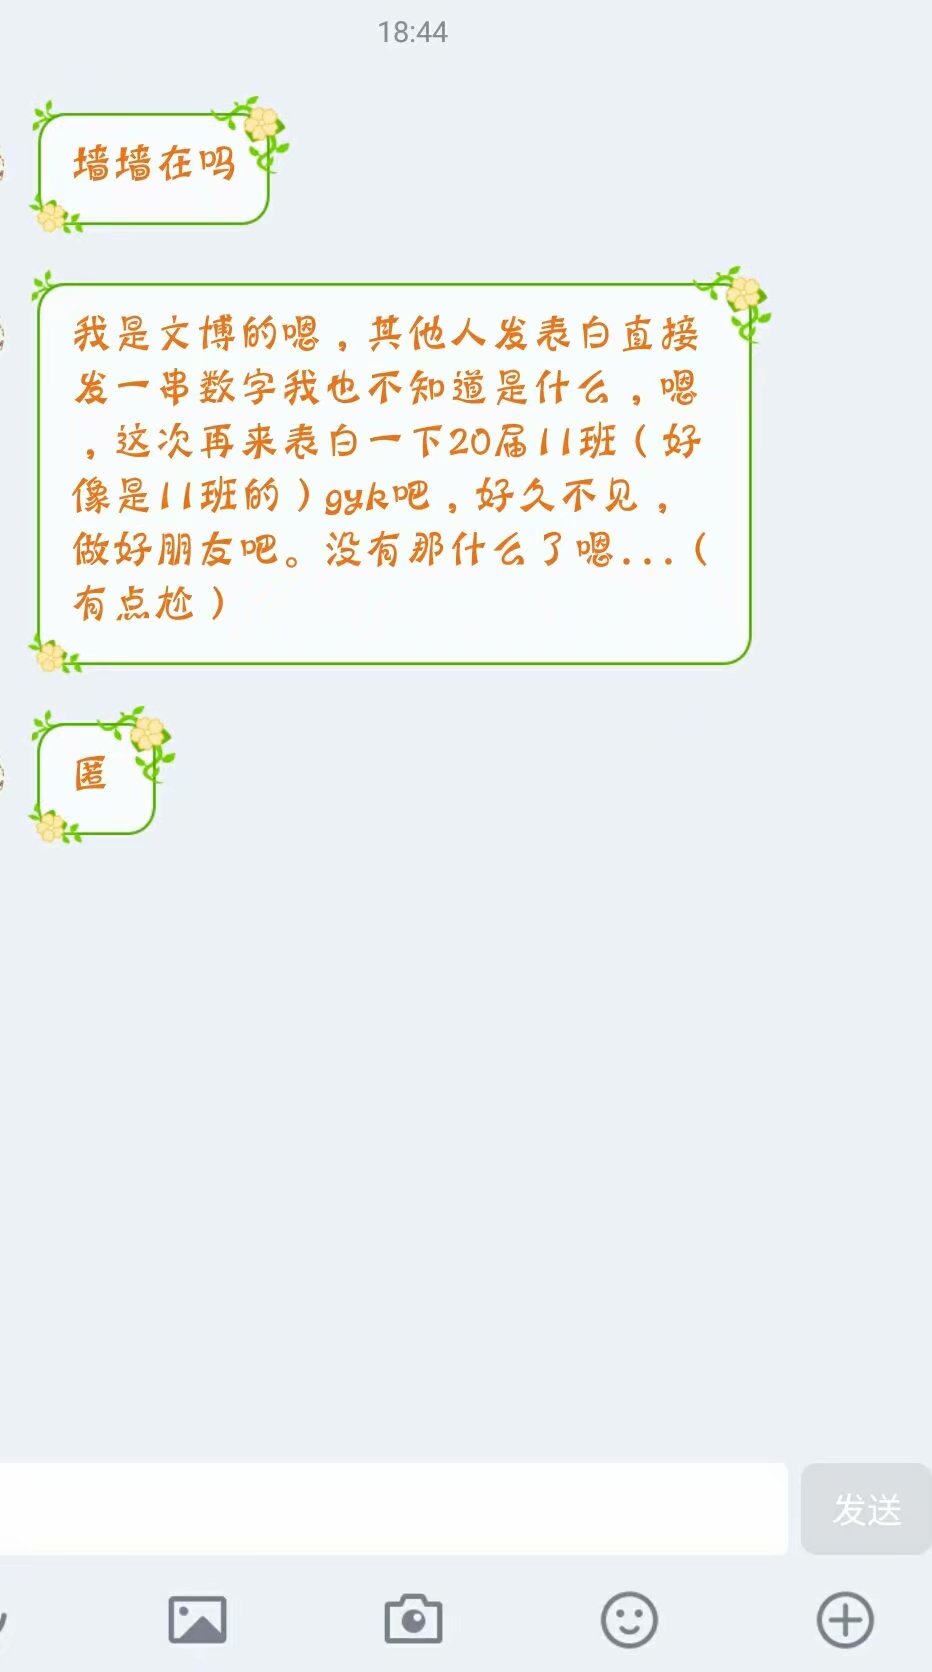 18:44
墙墙在吗
我是文博的嗯，其他人发表白直接
发一串数字我也不知道是什么，嗯
，这次再来表白一下20届11班（好
像是11班的）gyk吧，好久不见，
做好朋友吧。没有那什么了嗯...（
有点尬）
匿
发送